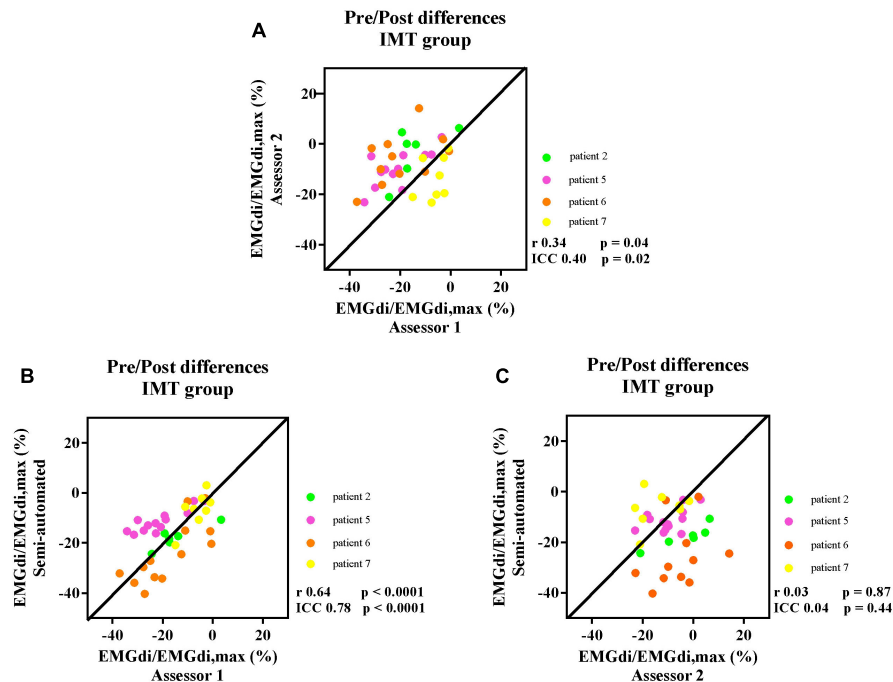 A
Pre/Post differences
IMT group
EMGdi/EMGdi,max (%)
Assessor 2
20
0
-20
-40
-40
-20
0
20
EMGdi/EMGdi,max (%)
Assessor 1
patient 2
patient 5
patient 6
patient 7
r 0.34 p = 0.04
ICC 0.40 p = 0.02
B
Pre/Post differences
IMT group
EMGdi/EMGdi,max (%)
Semi-automated
20
0
-20
-40
-40
-20
0
20
EMGdi/EMGdi,max (%)
Assessor 1
patient 2
patient 5
patient 6
patient 7
r 0.64 p < 0.0001
ICC 0.78 p < 0.0001
C
Pre/Post differences
IMT group
EMGdi/EMGdi,max (%)
Semi-automated
20
0
-20
-40
-40
-20
0
20
EMGdi/EMGdi,max (%)
Assessor 2
patient 2
patient 5
patient 6
patient 7
r 0.03 p = 0.87
ICC 0.04 p = 0.44